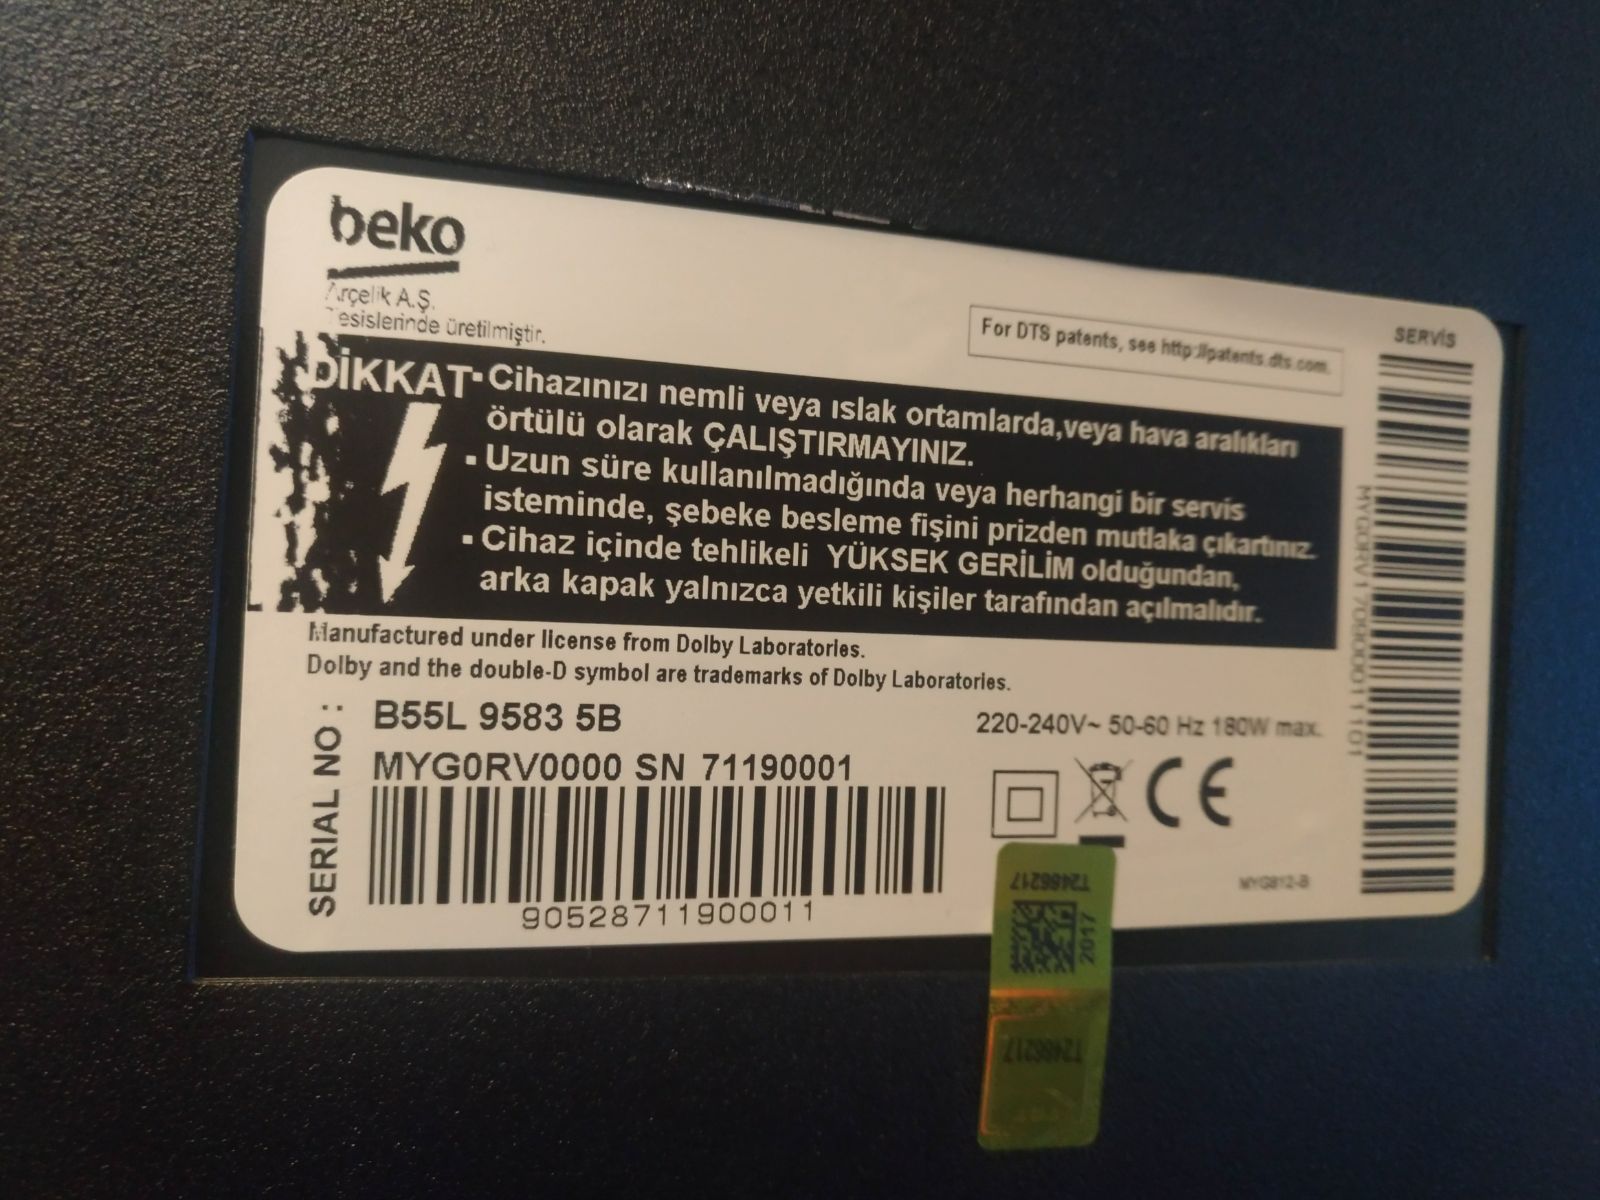 beko
Arçelik A.Ş.
Tesislerinde üretilmiştir.
For DTS patents, see http://patents.dts.com.
SERVİS
DİKKAT
▪ Cihazınızı nemli veya ıslak ortamlarda,veya hava aralıkları
örtülü olarak ÇALIŞTIRMAYINIZ.
▪ Uzun süre kullanılmadığında veya herhangi bir servis
isteminde, şebeke besleme fişini prizden mutlaka çıkartınız.
▪ Cihaz içinde tehlikeli YÜKSEK GERİLİM olduğundan,
arka kapak yalnızca yetkili kişiler tarafından açılmalıdır.
Manufactured under license from Dolby Laboratories.
Dolby and the double-D symbol are trademarks of Dolby Laboratories.
SERIAL NO :
B55L 9583 5B
220-240V~ 50-60 Hz 180W max.
MYG0RV0000 SN 71190001
90528711900011
CE
MYG812-B
T2486217
2017
T2486217